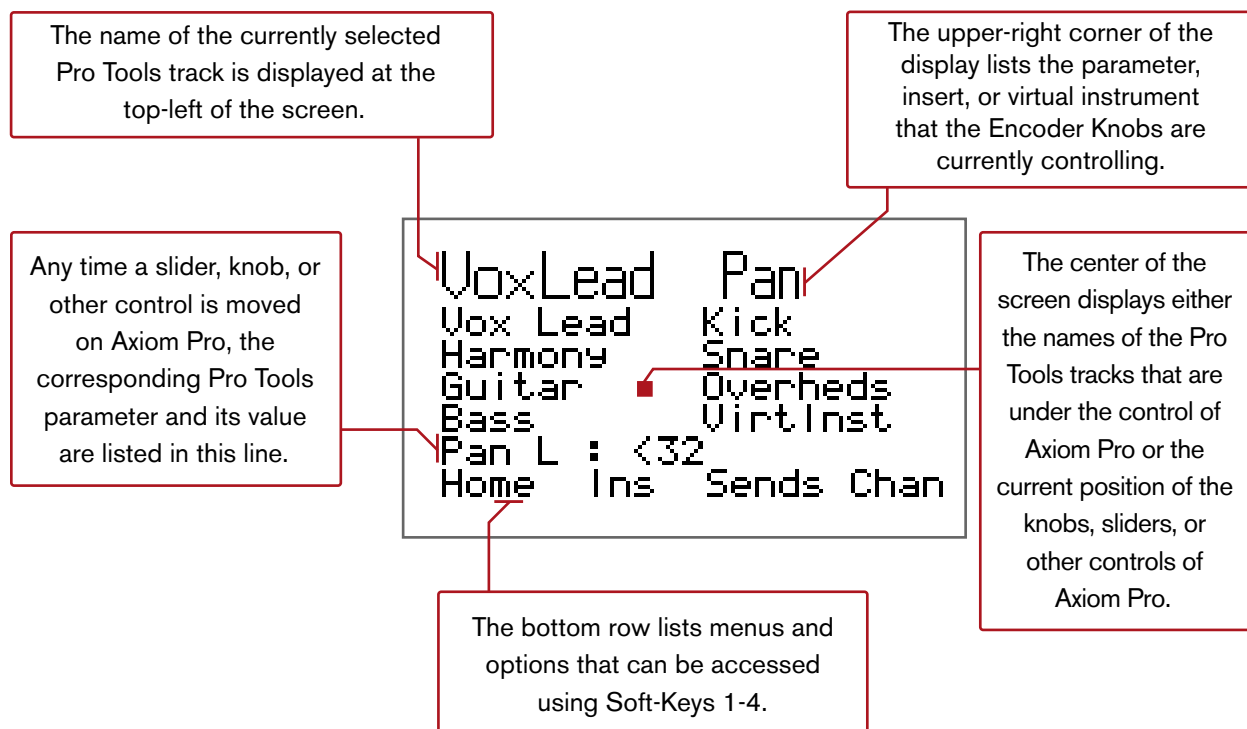 The name of the currently selected
Pro Tools track is displayed at the
top-left of the screen.
The upper-right corner of the
display lists the parameter,
insert, or virtual instrument
that the Encoder Knobs are
currently controlling.
Any time a slider, knob, or
other control is moved
on Axiom Pro, the
corresponding Pro Tools
parameter and its value
are listed in this line.
VoxLead Pan
Vox Lead Kick
Harmony Snare
Guitar Overheds
Bass VirtInst
Pan L : <32
Home Ins Sends Chan
The center of the
screen displays either
the names of the Pro
Tools tracks that are
under the control of
Axiom Pro or the
current position of the
knobs, sliders, or
other controls of
Axiom Pro.
The bottom row lists menus and
options that can be accessed
using Soft-Keys 1-4.